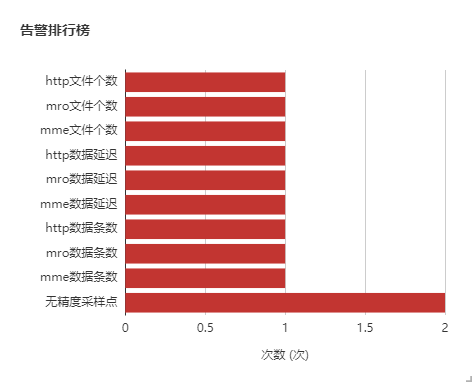 告警排行榜
http文件个数
mro文件个数
mme文件个数
http数据延迟
mro数据延迟
mme数据延迟
http数据条数
mro数据条数
mme数据条数
无精度采样点
0 0.5 1 1.5 2
次数 (次)